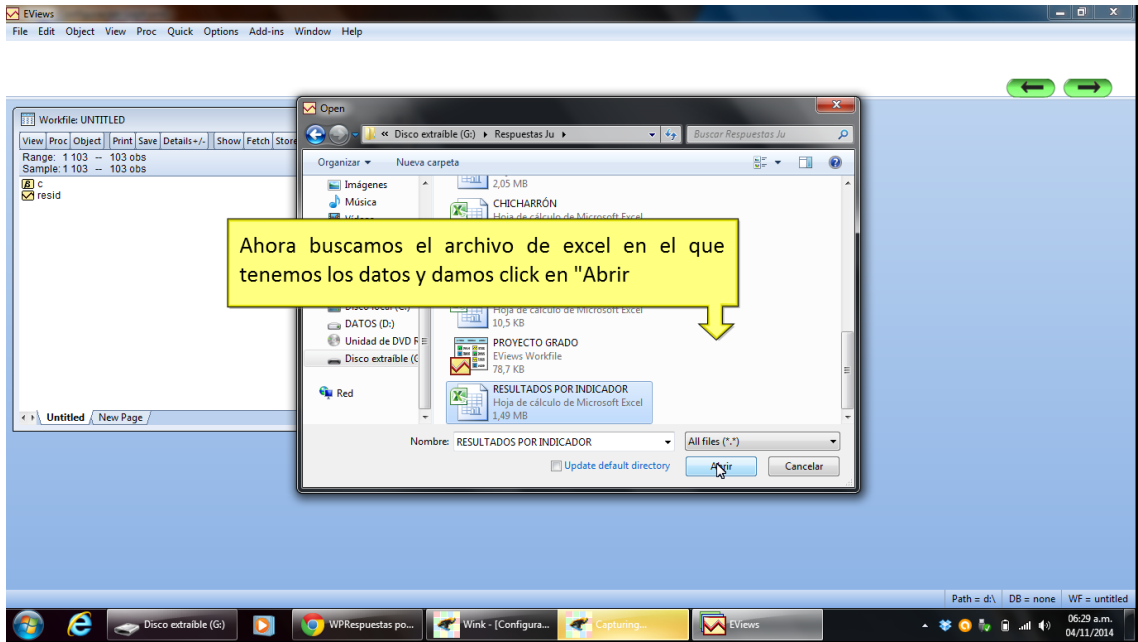 EViews
File Edit Object View Proc Quick Options Add-ins Window Help
Workfile: UNTITLED
View Proc Object Print Save Details+/- Show Fetch Store
Range: 1 103 -- 103 obs
Sample: 1 103 -- 103 obs
c
resid
Untitled New Page
Open
« Disco extraíble (G:) Respuestas Ju
Buscar Respuestas Ju
Organizar Nueva carpeta
Imágenes
Música
2,05 MB
CHICHARRÓN
Hoja de cálculo de Microsoft Excel
Ahora buscamos el archivo de excel en el que
tenemos los datos y damos click en "Abrir
Hoja de cálculo de Microsoft Excel
10,5 KB
DATOS (D:)
Unidad de DVD R
Disco extraíble (G
Red
PROYECTO GRADO
EViews Workfile
78,7 KB
RESULTADOS POR INDICADOR
Hoja de cálculo de Microsoft Excel
1,49 MB
Nombre: RESULTADOS POR INDICADOR
All files (*.*)
Update default directory
Abrir
Cancelar
Path = d:\ DB = none WF = untitled
Disco extraíble (G:)
WPRespuestas po...
Wink - [Configura...
Capturing...
EViews
06:29 a.m.
04/11/2014